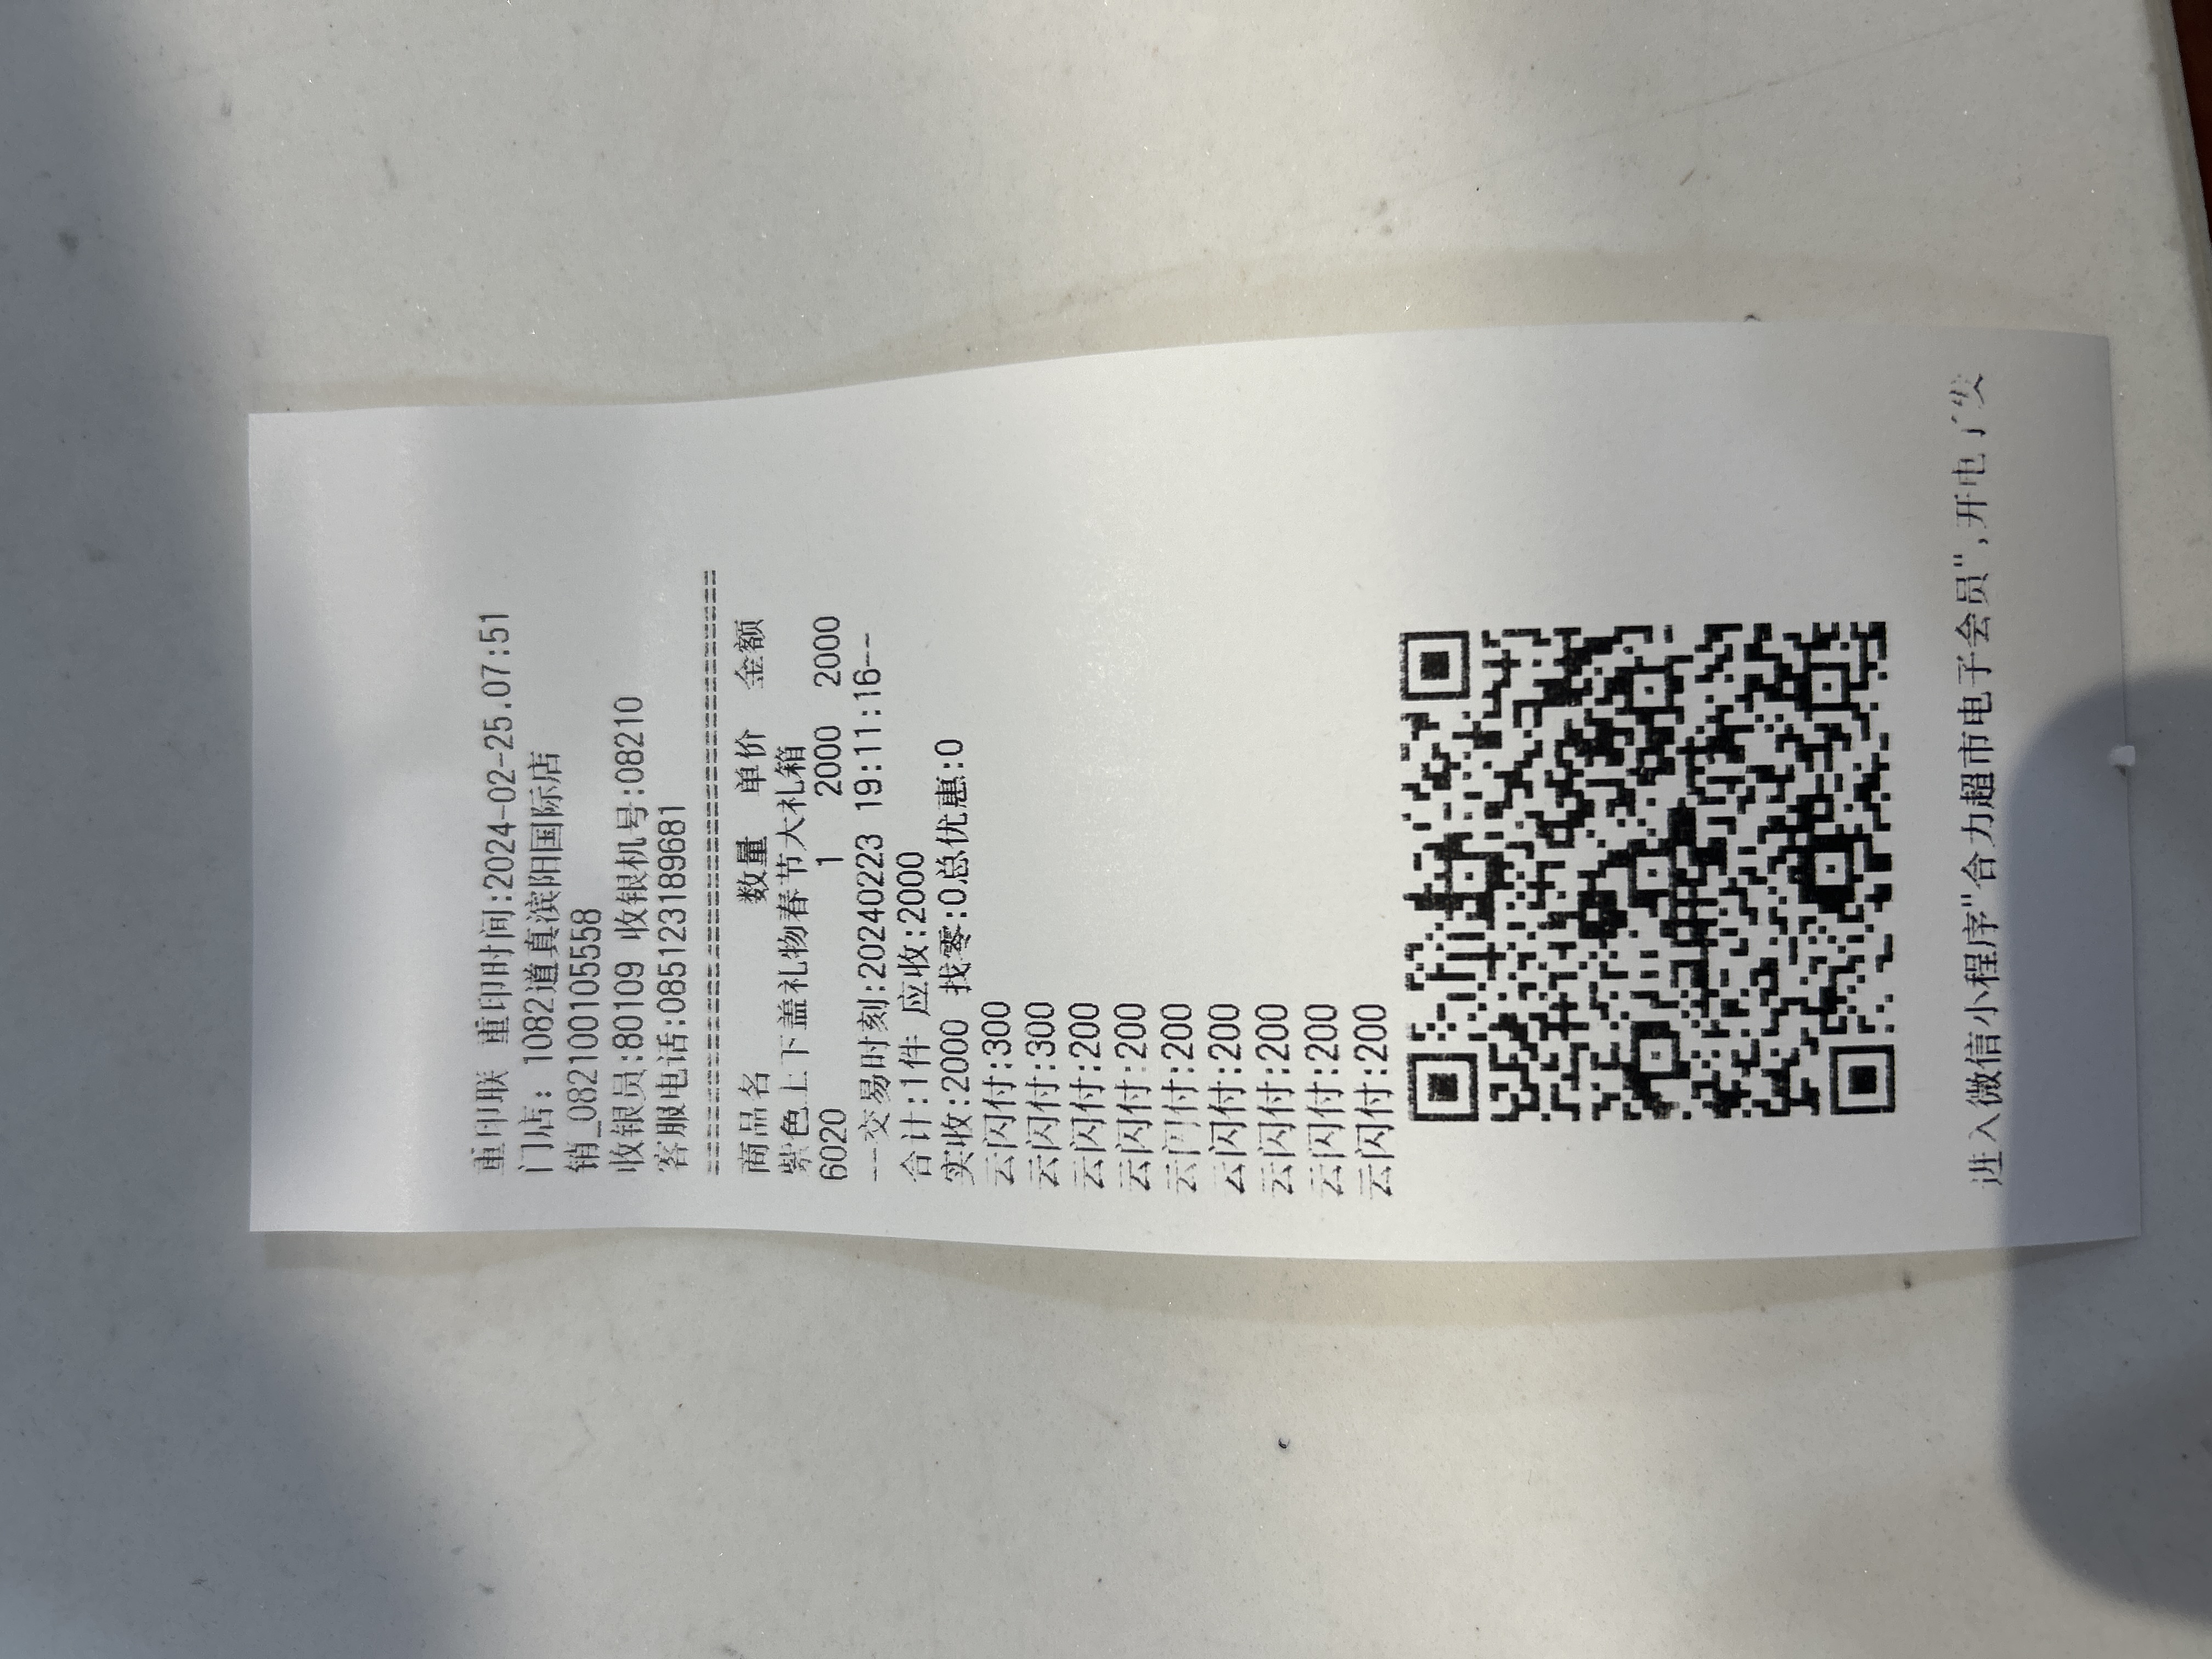 重印联 重印时间:2024-02-25.07:51
门店: 1082道真滨阳国际店
销_082100105558
收银员:80109 收银机号:08210
客服电话:085123189681
商品名 数量 单价 金额
紫色上下盖礼物春节大礼箱
6020 1 2000 2000
--交易时刻:20240223 19:11:16--
合计:1件 应收:2000
实收:2000 找零:0总优惠:0
云闪付:300
云闪付:300
云闪付:200
云闪付:200
云闪付:200
云闪付:200
云闪付:200
云闪付:200
云闪付:200
进入微信小程序"合力超市电子会员",开电子发